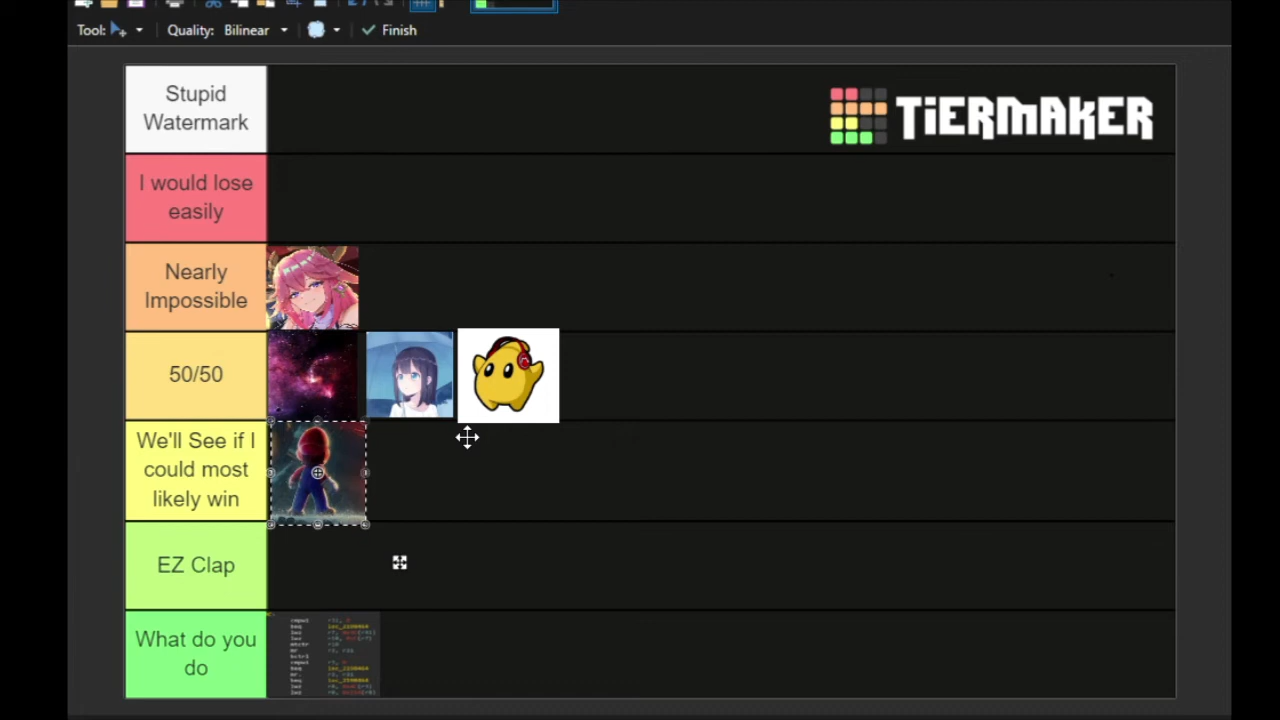 Tool:
Quality: Bilinear
Finish
Stupid
Watermark
TiERMAKER
I would lose
easily
Nearly
Impossible
50/50
We'll See if I
could most
likely win
EZ Clap
What do you
do